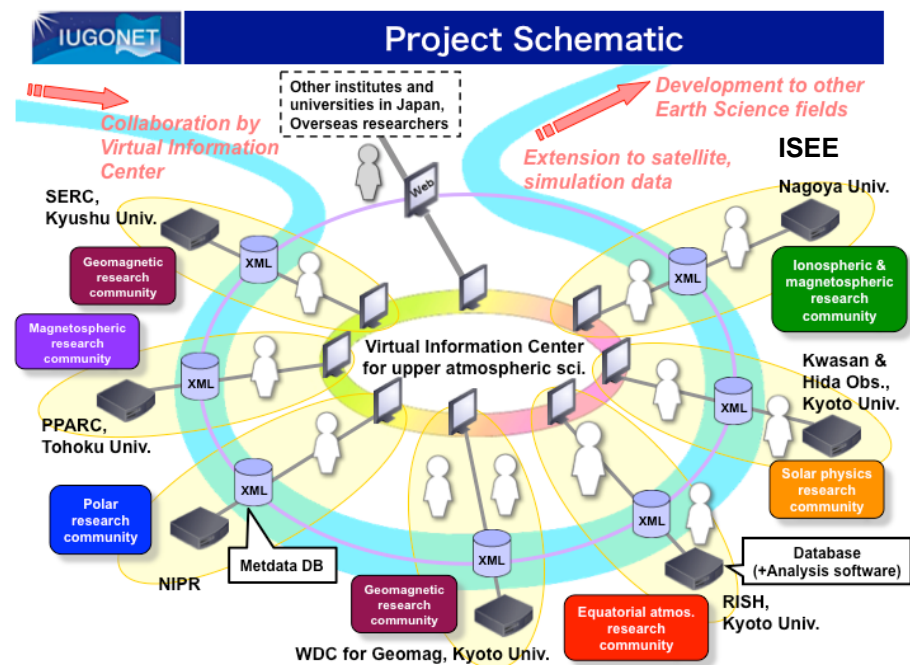 IUGONET
Project Schematic
Other institutes and
universities in Japan,
Overseas researchers
Development to other
Earth Science fields
Collaboration by
Virtual Information
Center
Extension to satellite,
simulation data
ISEE
Nagoya Univ.
SERC,
Kyushu Univ.
Web
XML
XML
Geomagnetic
research
community
Ionospheric &
magnetospheric
research
community
Magnetospheric
research
community
Virtual Information Center
for upper atmospheric sci.
Kwasan &
Hida Obs.,
Kyoto Univ.
XML
XML
PPARC,
Tohoku Univ.
Solar physics
research
community
Polar
research
community
XML
XML
Metdata DB
NIPR
XML
Database
(+Analysis software)
Geomagnetic
research
community
Equatorial atmos.
research
community
RISH,
Kyoto Univ.
WDC for Geomag, Kyoto Univ.